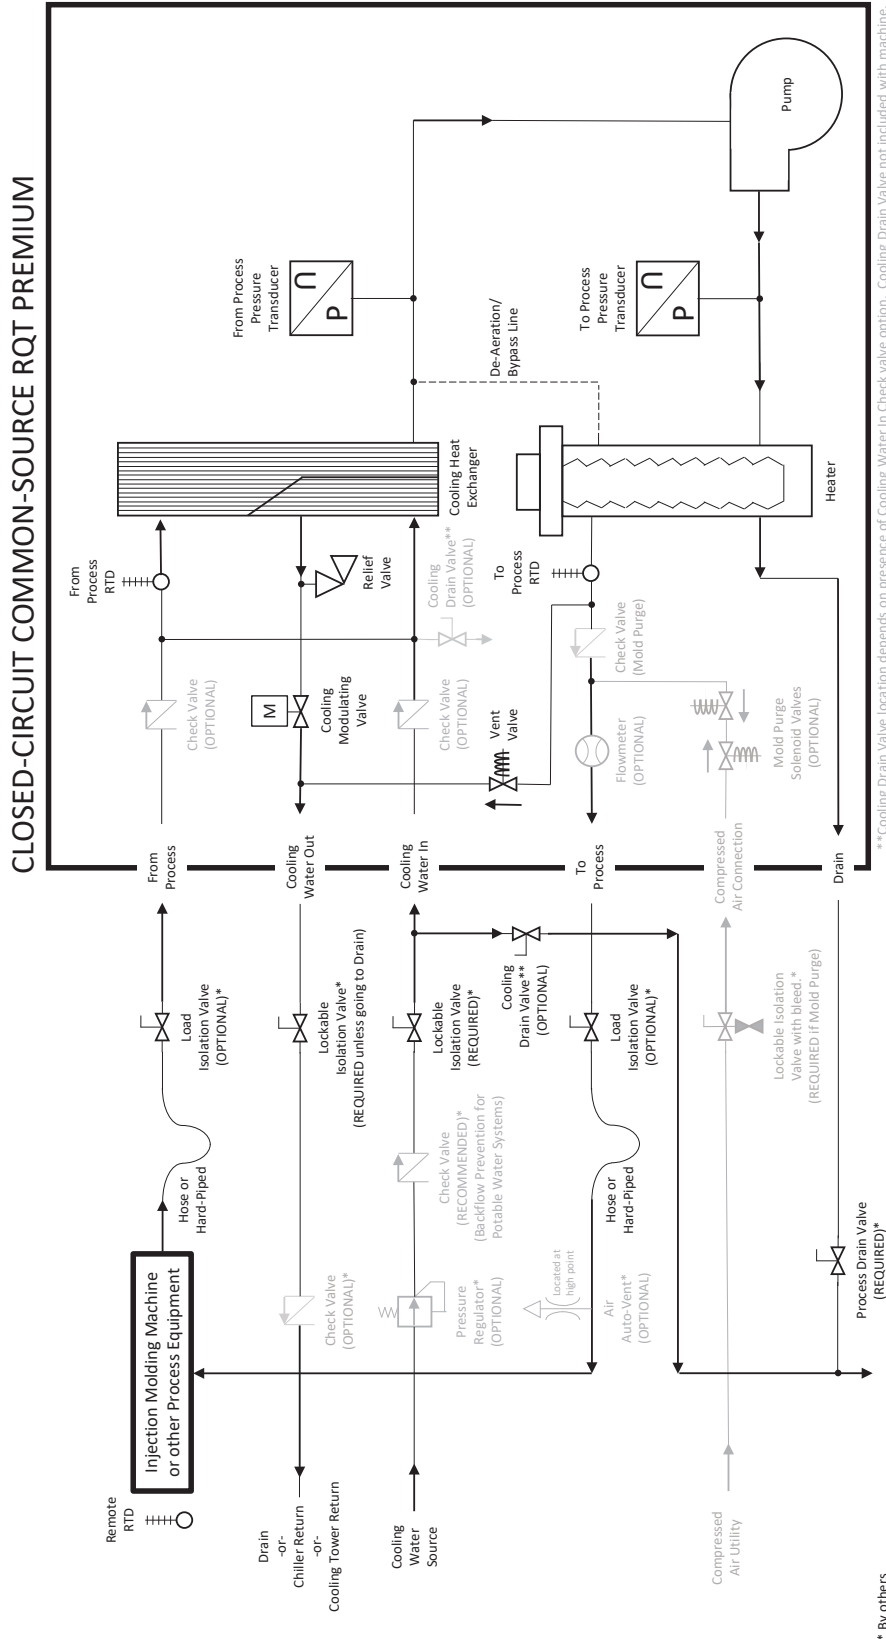 CLOSED-CIRCUIT COMMON-SOURCE RQT PREMIUM
Remote
RTD
Injection Molding Machine
or other Process Equipment
Hose or
Hard-Piped
Load
Isolation Valve
(OPTIONAL)*
From
Process
Check Valve
(OPTIONAL)
From
Process
RTD
From Process
Pressure
Transducer
P
U
Drain
-or-
Chiller Return
-or-
Cooling Tower Return
Check Valve
(OPTIONAL)*
Lockable
Isolation Valve*
(REQUIRED unless going to Drain)
Cooling
Water Out
M
Cooling
Modulating
Valve
Relief
Valve
Cooling Heat
Exchanger
Cooling
Water
Source
Pressure
Regulator*
(OPTIONAL)
Check Valve
(RECOMMENDED)*
(Backflow Prevention for
Potable Water Systems)
Lockable
Isolation Valve
(REQUIRED)*
Cooling
Water In
Check Valve
(OPTIONAL)
Cooling
Drain Valve**
(OPTIONAL)
Vent
Valve
De-Aeration/
Bypass Line
Cooling
Drain Valve**
(OPTIONAL)
Located at
high point
Air
Auto-Vent*
(OPTIONAL)
Hose or
Hard-Piped
Load
Isolation Valve
(OPTIONAL)*
To
Process
Flowmeter
(OPTIONAL)
Check Valve
(Mold Purge)
To
Process
RTD
To Process
Pressure
Transducer
P
U
Pump
Compressed
Air Utility
Lockable Isolation
Valve with bleed.*
(REQUIRED if Mold Purge)
Compressed
Air Connection
Mold Purge
Solenoid Valves
(OPTIONAL)
Heater
Process Drain Valve
(REQUIRED)*
Drain
* By others
**Cooling Drain Valve location depends on presence of Cooling Water In Check valve option. Cooling Drain Valve not included with machine.